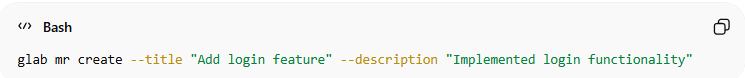 Bash
glab mr create --title "Add login feature" --description "Implemented login functionality"